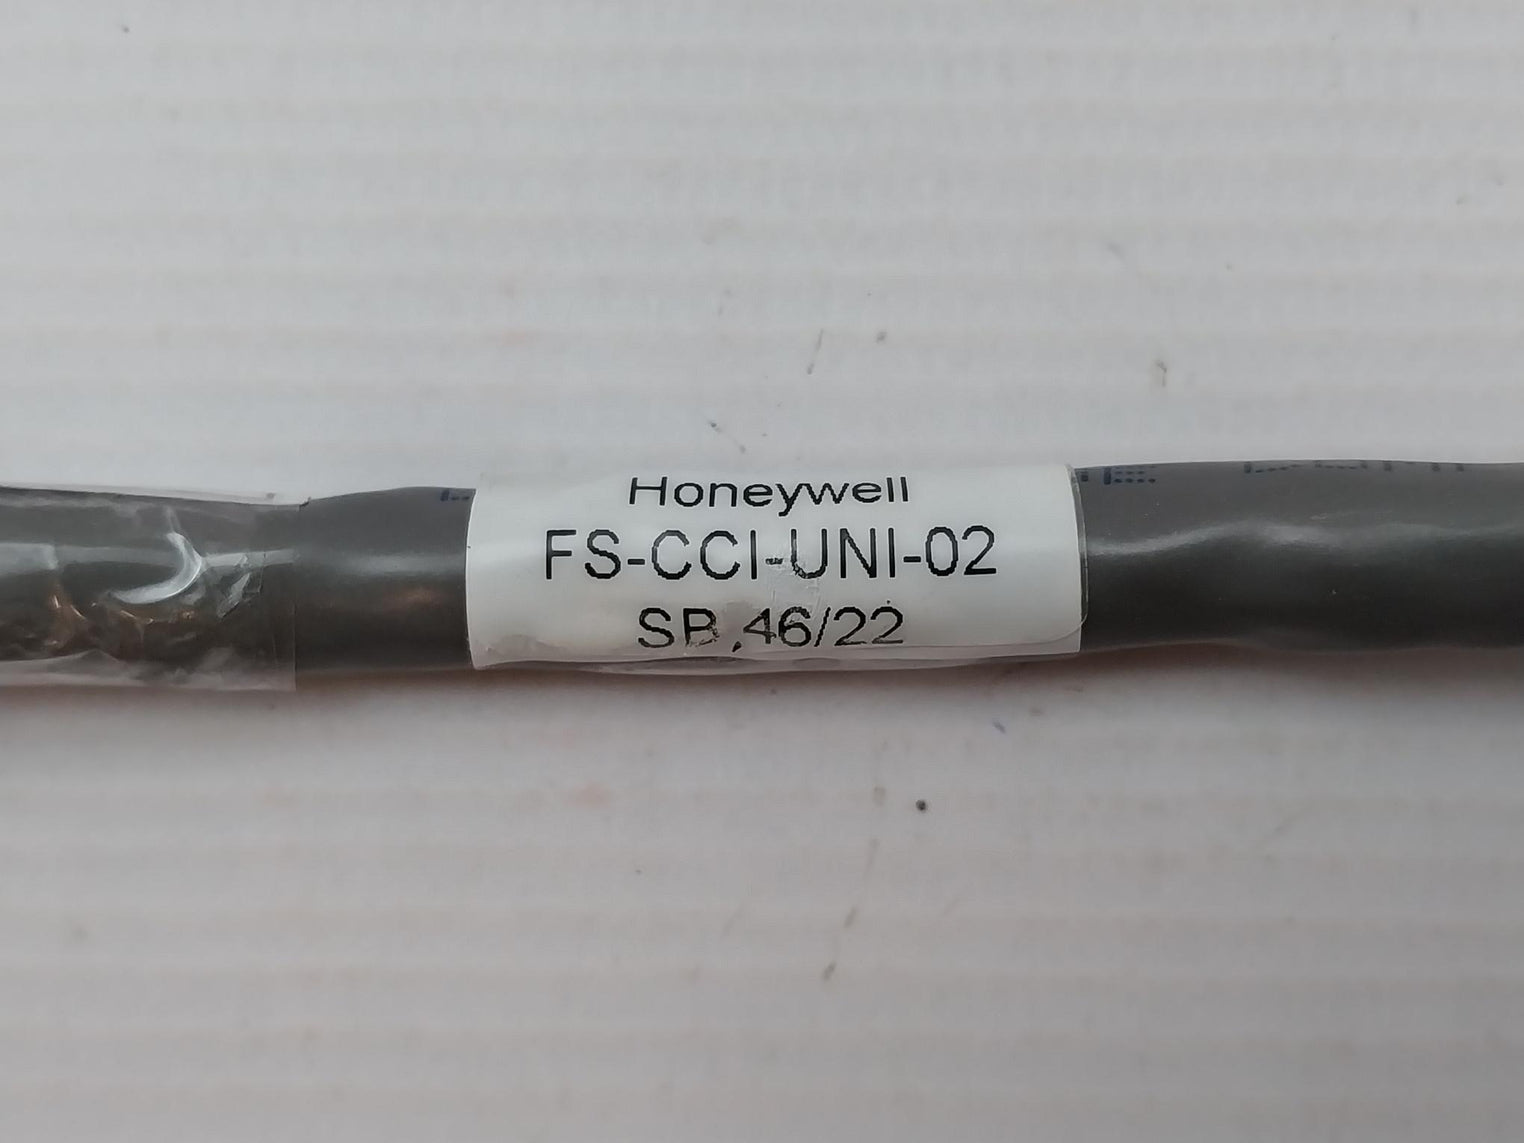 Honeywell
FS-CCI-UNI-02
SB, 46/22